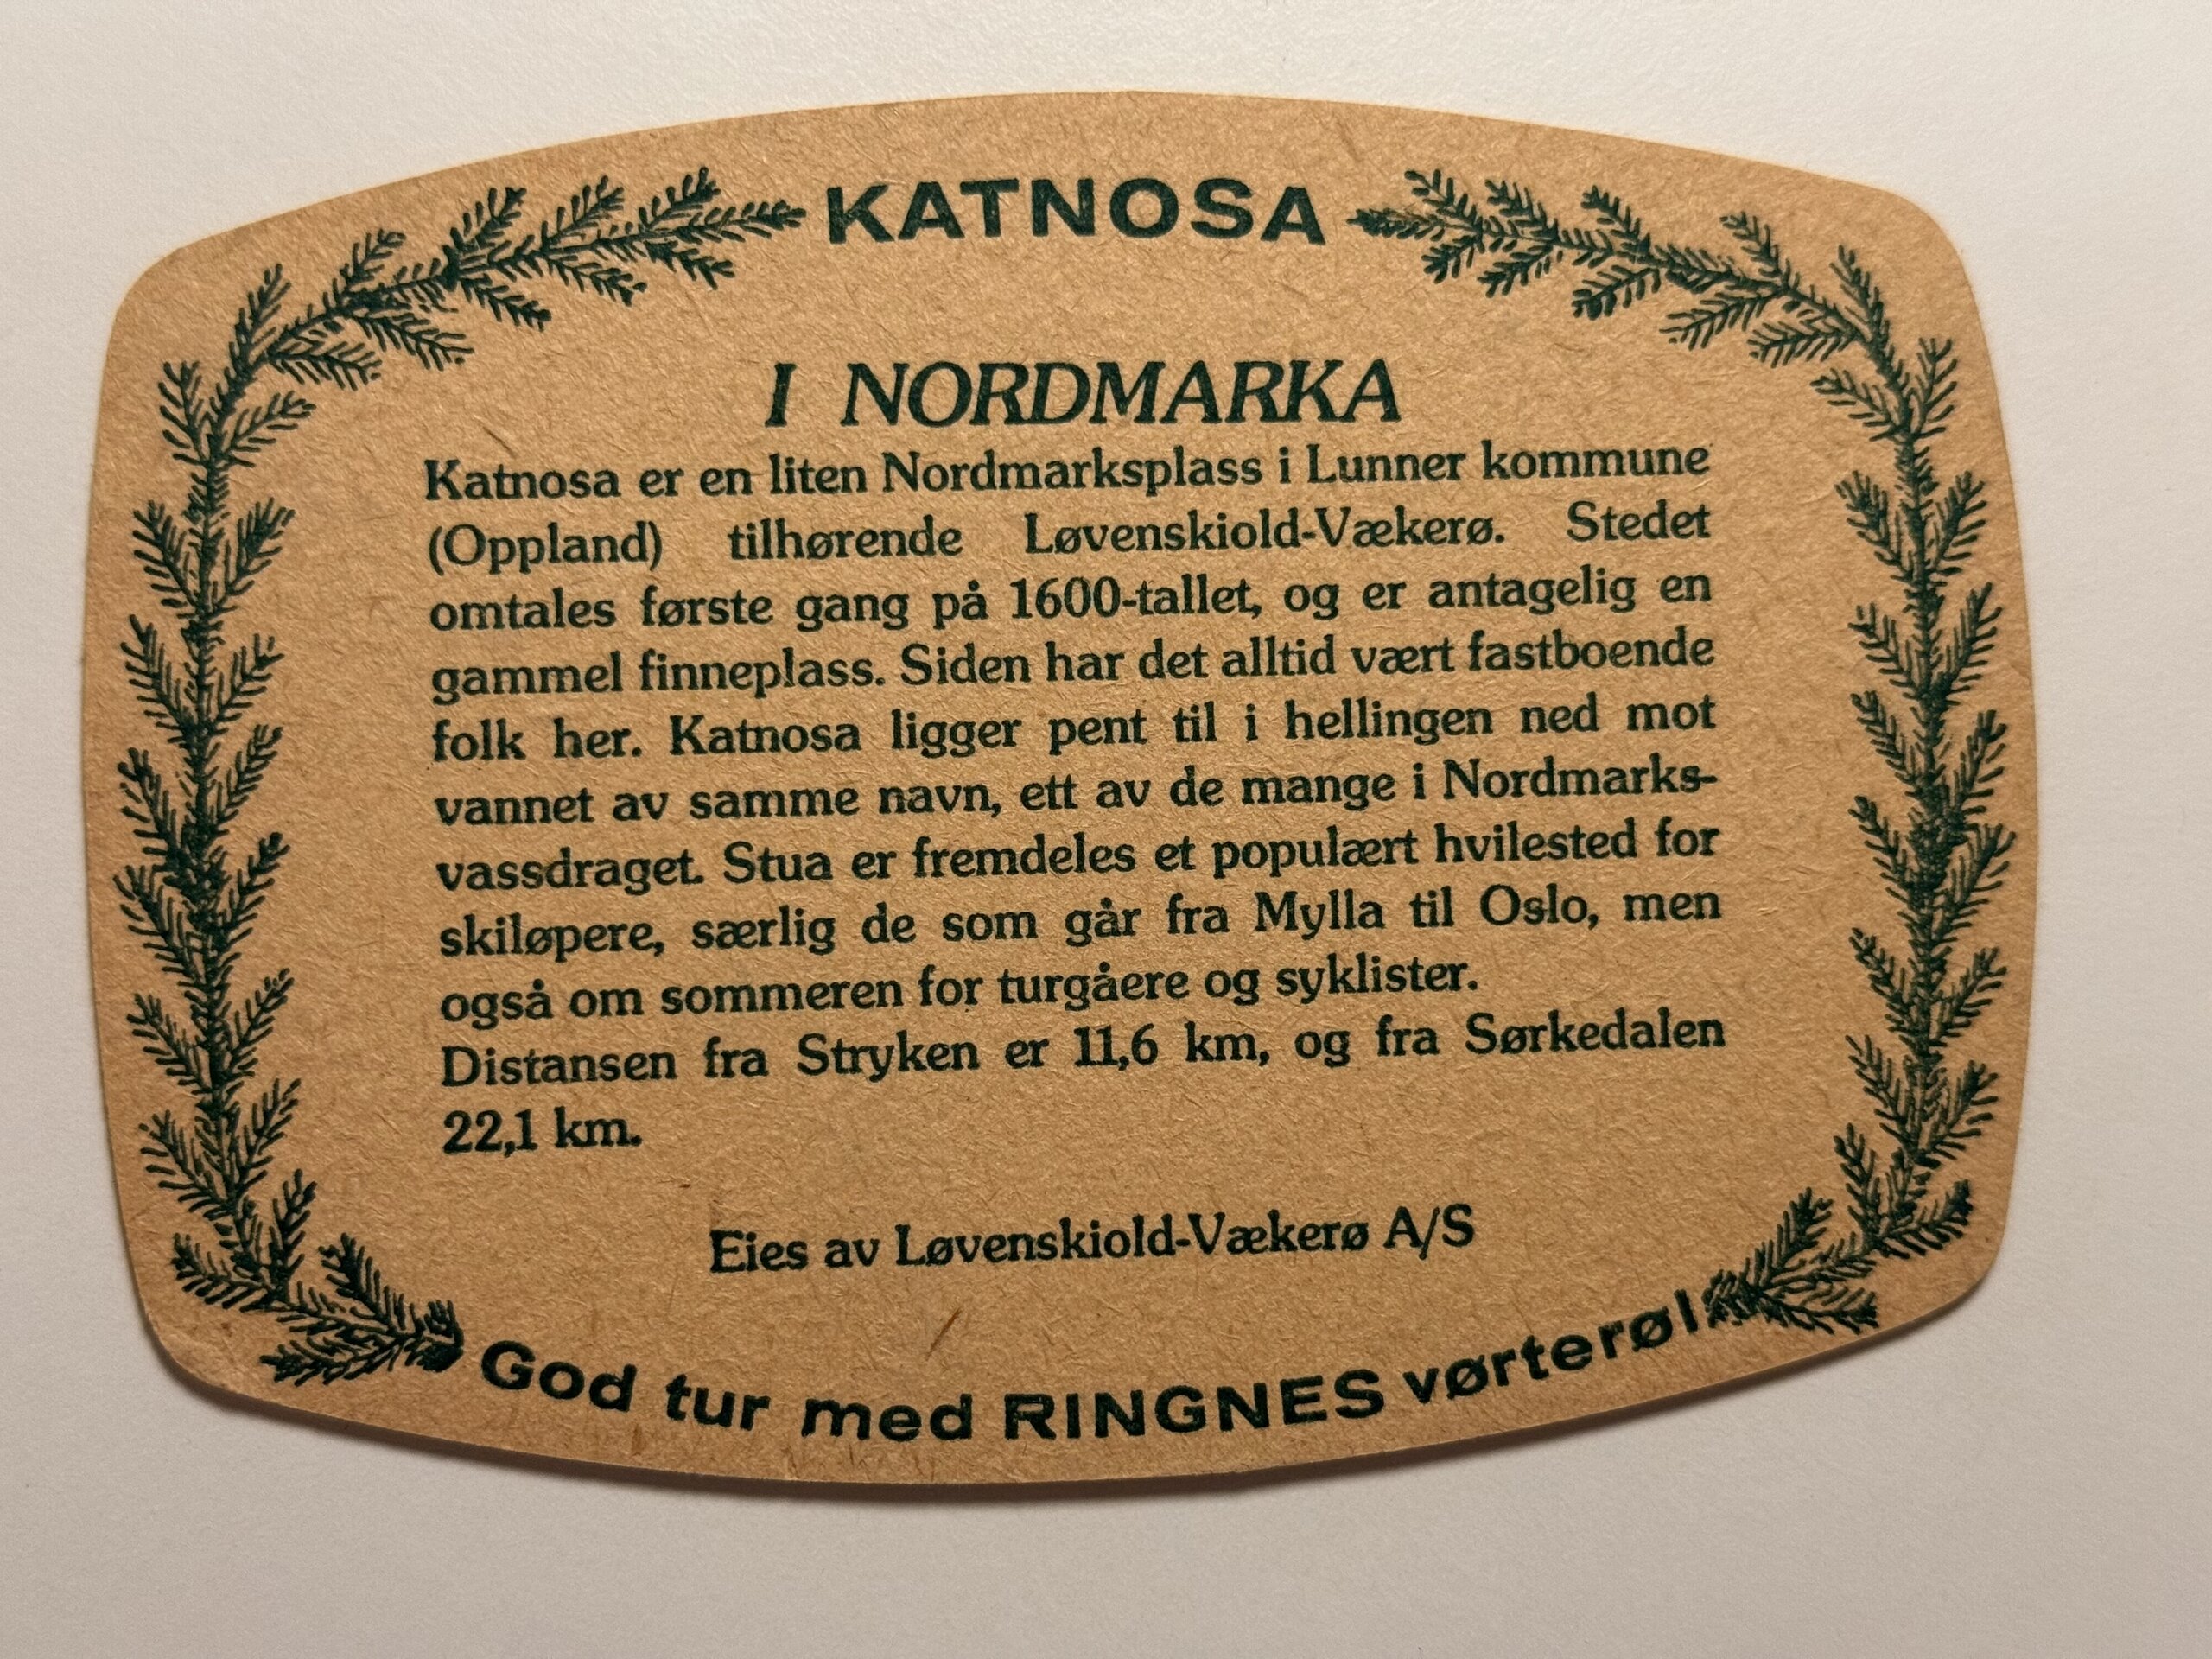 KATNOSA
I NORDMARKA
Katnosa er en liten Nordmarksplass i Lunner kommune
(Oppland) tilhørende Løvenskiold-Vækerø. Stedet
omtales første gang på 1600-tallet, og er antagelig en
gammel finneplass. Siden har det alltid vært fastboende
folk her. Katnosa ligger pent til i hellingen ned mot
vannet av samme navn, ett av de mange i Nordmarks-
vassdraget. Stua er fremdeles et populært hvilested for
skiløpere, særlig de som går fra Mylla til Oslo, men
også om sommeren for turgåere og syklister.
Distansen fra Stryken er 11,6 km, og fra Sørkedalen
22,1 km.
Eies av Løvenskiold-Vækerø A/S
God tur med RINGNES vørterøl